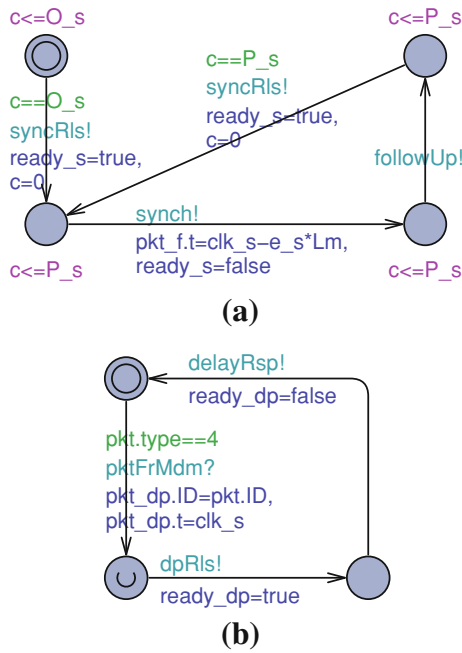 c<=O_s
c<=P_s
c==O_s
syncRls!
ready_s=true,
c=0
c==P_s
syncRls!
ready_s=true,
c=0
followUp!
synch!
pkt_f.t=clk_s−e_s*Lm,
ready_s=false
c<=P_s
c<=P_s
(a)
delayRsp!
ready_dp=false
pkt.type==4
pktFrMdm?
pkt_dp.ID=pkt.ID,
pkt_dp.t=clk_s
dpRls!
ready_dp=true
(b)